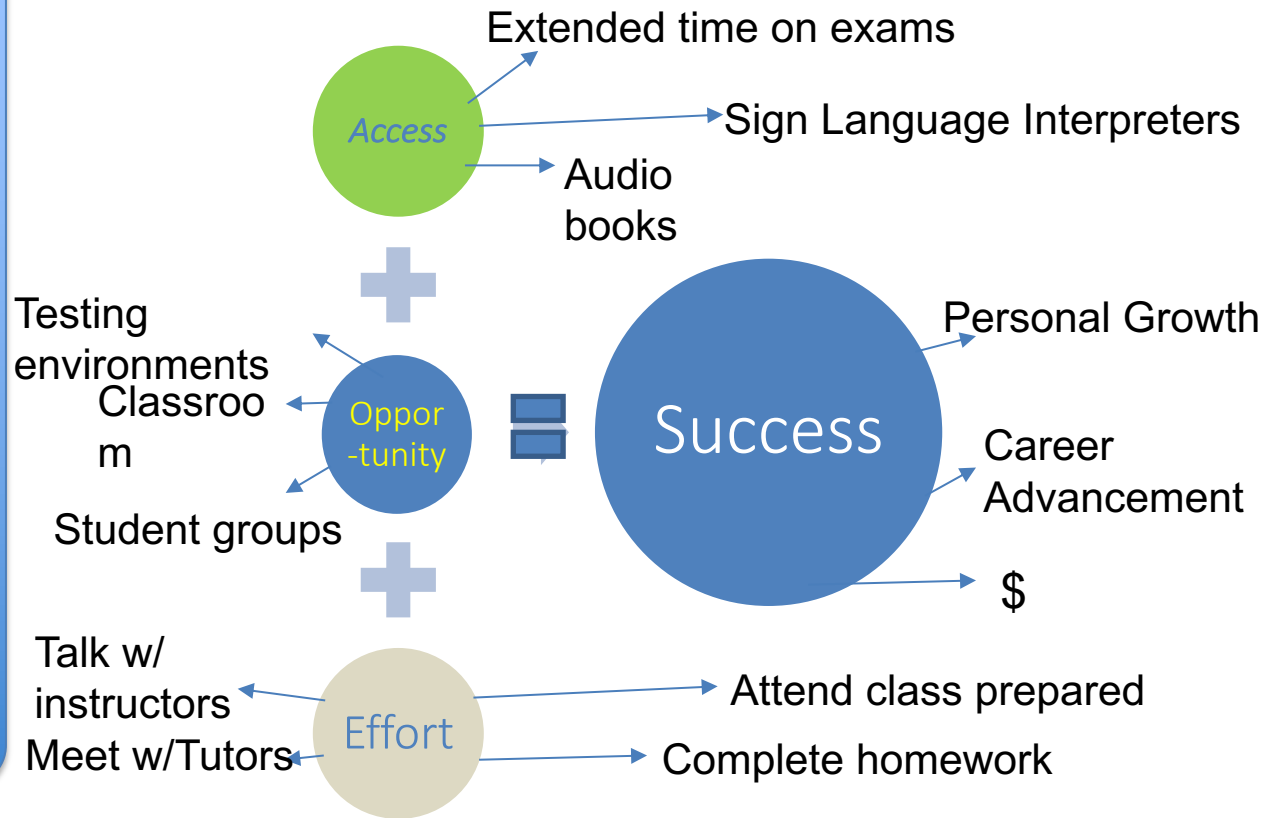 Extended time on exams
Access
Sign Language Interpreters
Audio
books
Testing
environments
Classroo
m
Oppor
-tunity
Student groups
Success
Personal Growth
Career
Advancement
$
Talk w/
instructors
Meet w/Tutors
Effort
Attend class prepared
Complete homework